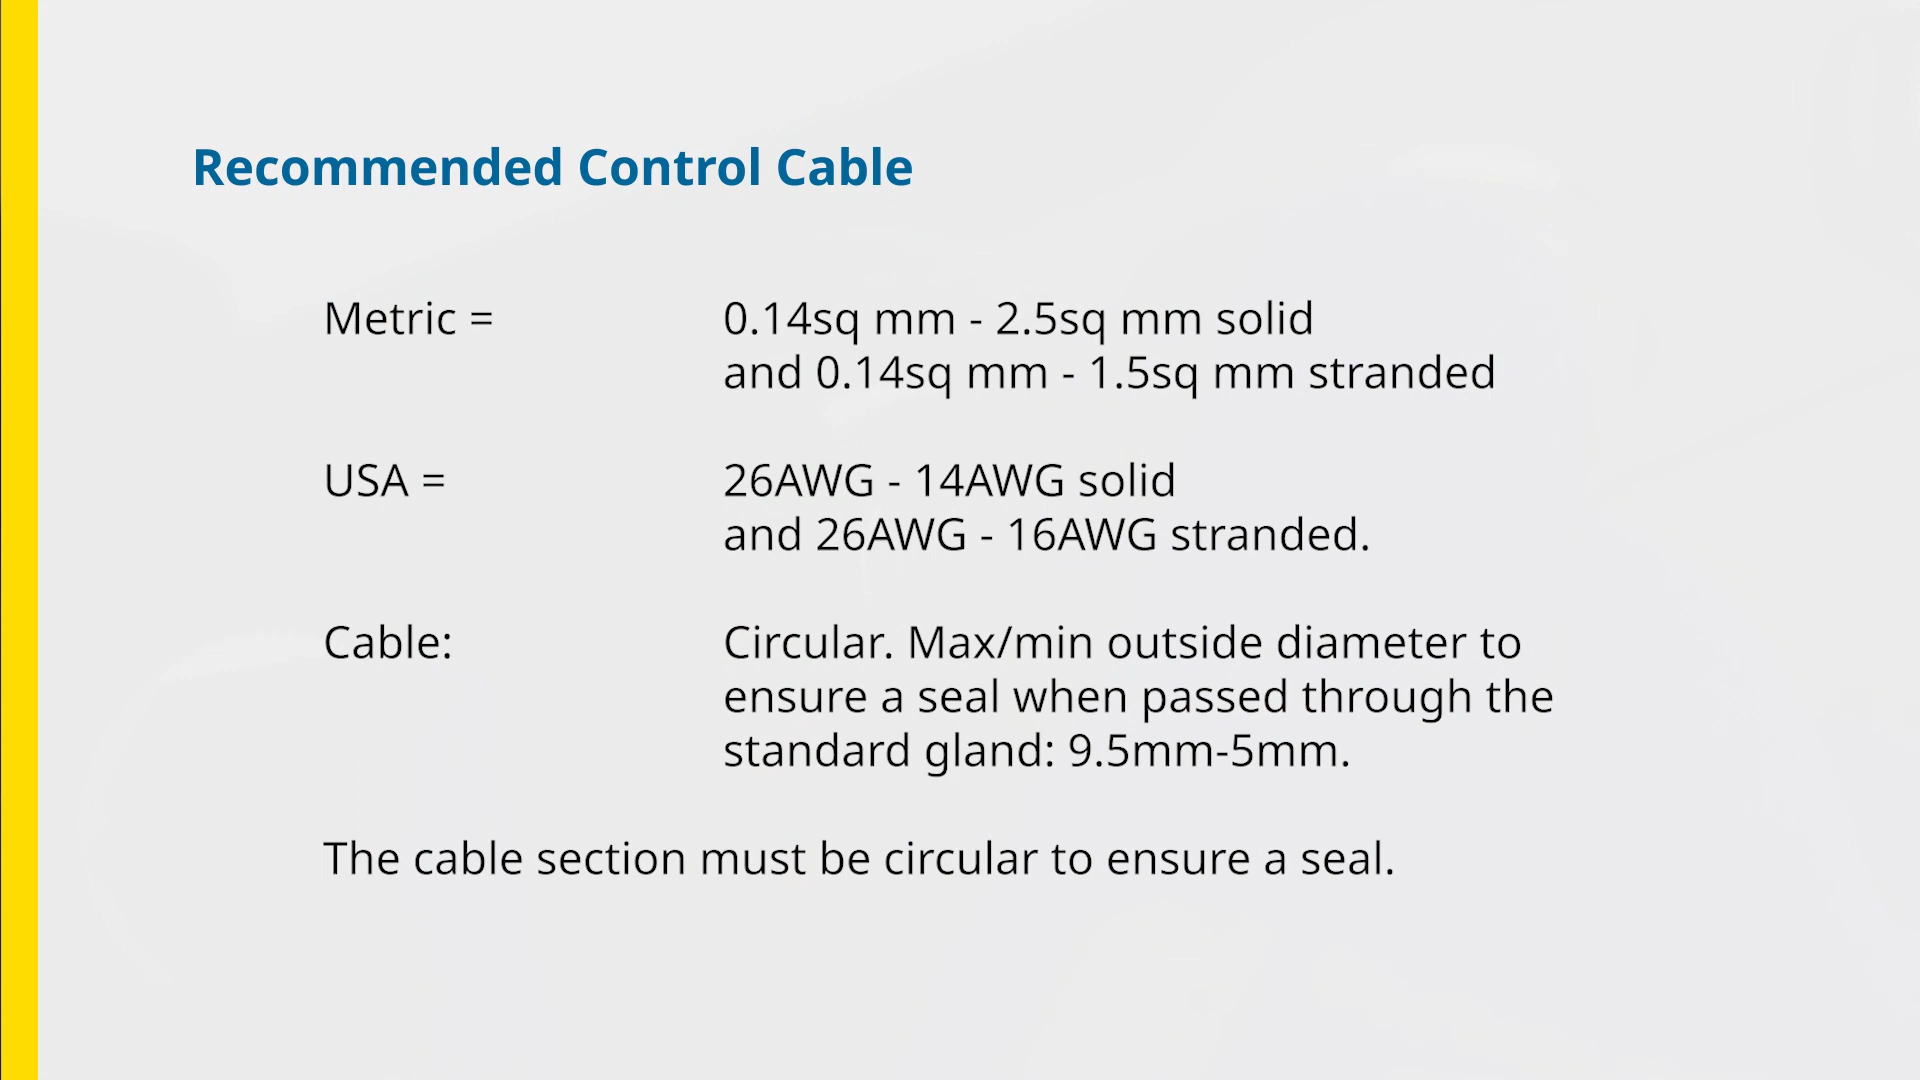 Recommended Control Cable
Metric = 0.14sq mm - 2.5sq mm solid
and 0.14sq mm - 1.5sq mm stranded
USA = 26AWG - 14AWG solid
and 26AWG - 16AWG stranded.
Cable: Circular. Max/min outside diameter to
ensure a seal when passed through the
standard gland: 9.5mm-5mm.
The cable section must be circular to ensure a seal.